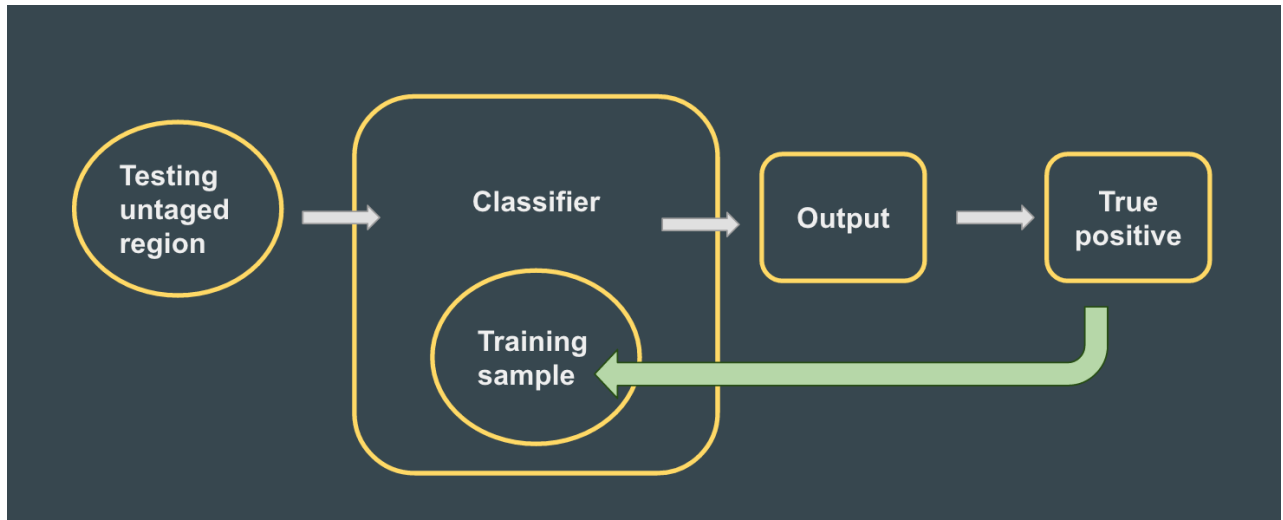 Testing
untaged
region
Classifier
Training
sample
Output
True
positive